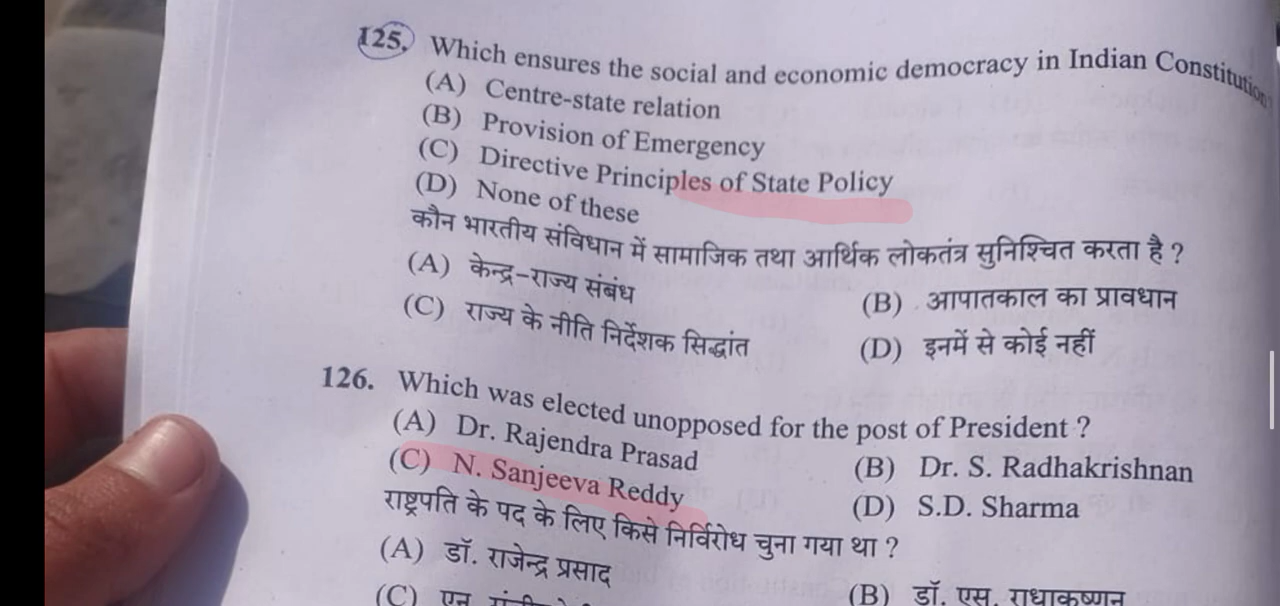 125. Which ensures the social and economic democracy in Indian Constitution
(A) Centre-state relation
(B) Provision of Emergency
(C) Directive Principles of State Policy
(D) None of these
कौन भारतीय संविधान में सामाजिक तथा आर्थिक लोकतंत्र सुनिश्चित करता है ?
(A) केन्द्र-राज्य संबंध
(B) आपातकाल का प्रावधान
(C) राज्य के नीति निर्देशक सिद्धांत
(D) इनमें से कोई नहीं
126. Which was elected unopposed for the post of President ?
(A) Dr. Rajendra Prasad
(B) Dr. S. Radhakrishnan
(C) N. Sanjeeva Reddy
(D) S.D. Sharma
राष्ट्रपति के पद के लिए किसे निर्विरोध चुना गया था ?
(A) डॉ. राजेन्द्र प्रसाद
(B) डॉ. एस. राधाकृष्णन
(C) एन